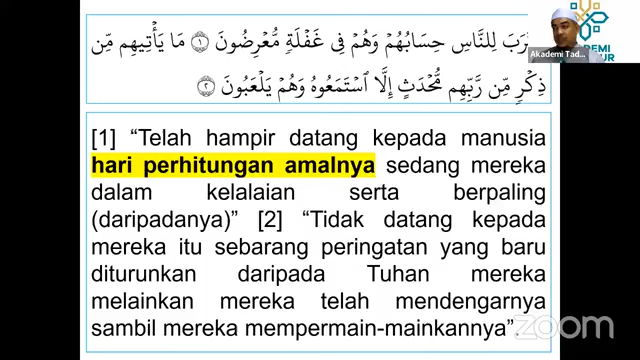 ٱقْتَرَبَ لِلنَّاسِ حِسَابُهُمْ وَهُمْ فِى غَفْلَةٍ مُّعْرِضُونَ ١ مَا يَأْتِيهِم مِّن
ذِكْرٍ مِّن رَّبِّهِم مُّحْدَثٍ إِلَّا ٱسْتَمَعُوهُ وَهُمْ يَلْعَبُونَ ٢
Akademi Tad...
[1] “Telah hampir datang kepada manusia
hari perhitungan amalnya sedang mereka
dalam kelalaian serta berpaling
(daripadanya)” [2] “Tidak datang kepada
mereka itu sebarang peringatan yang baru
diturunkan daripada Tuhan mereka
melainkan mereka telah mendengarnya
sambil mereka mempermain-mainkannya”.
zoom